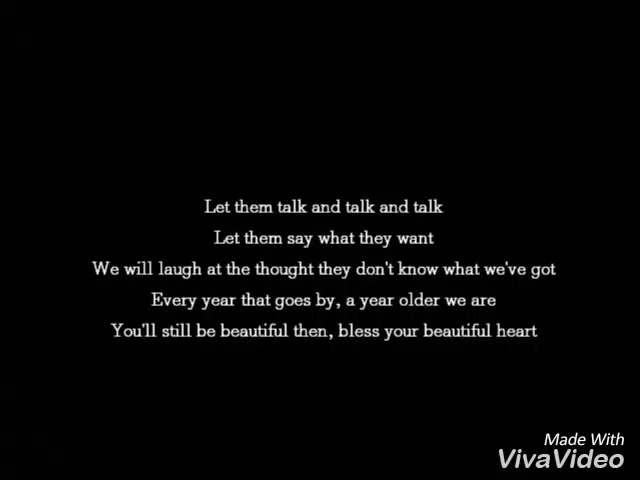 Let them talk and talk and talk
Let them say what they want
We will laugh at the thought they don't know what we've got
Every year that goes by, a year older we are
You'll still be beautiful then, bless your beautiful heart
Made With
VivaVideo